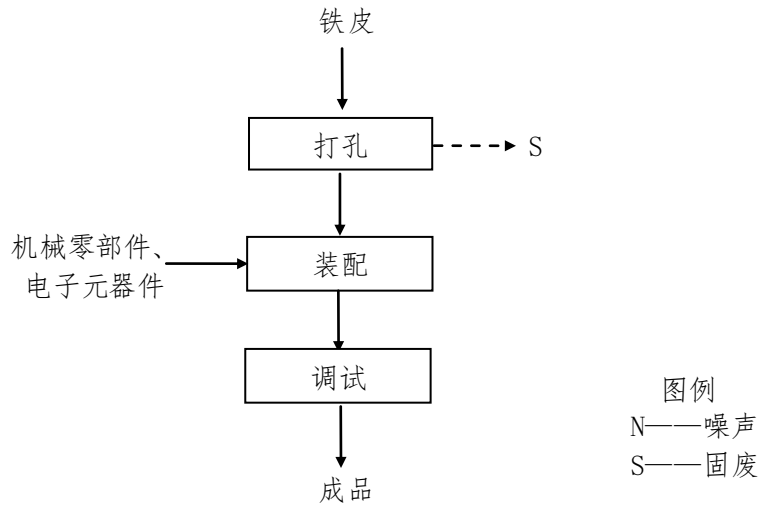 铁皮
打孔
S
机械零部件、
电子元器件
装配
调试
成品
图例
N——噪声
S——固废